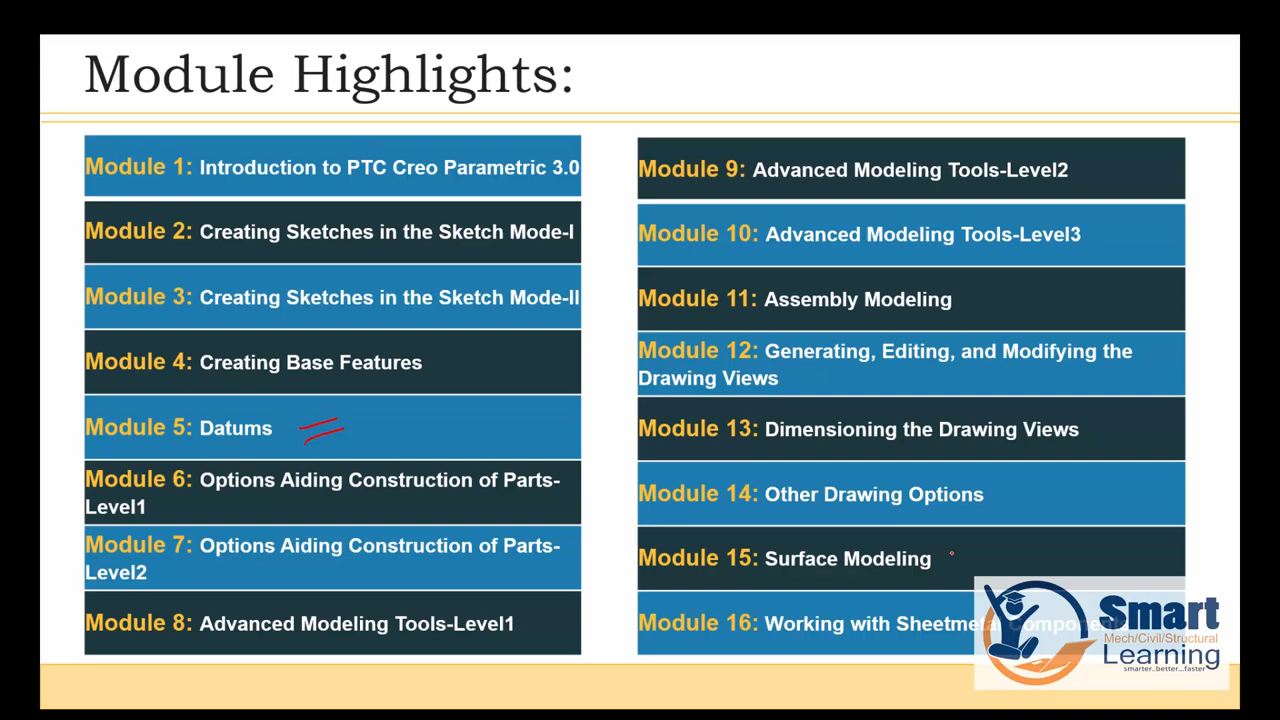 Module Highlights:
Module 1: Introduction to PTC Creo Parametric 3.0
Module 2: Creating Sketches in the Sketch Mode-I
Module 3: Creating Sketches in the Sketch Mode-II
Module 4: Creating Base Features
Module 5: Datums
Module 6: Options Aiding Construction of Parts-
Level1
Module 7: Options Aiding Construction of Parts-
Level2
Module 8: Advanced Modeling Tools-Level1
Module 9: Advanced Modeling Tools-Level2
Module 10: Advanced Modeling Tools-Level3
Module 11: Assembly Modeling
Module 12: Generating, Editing, and Modifying the
Drawing Views
Module 13: Dimensioning the Drawing Views
Module 14: Other Drawing Options
Module 15: Surface Modeling
Module 16: Working with Sheetmetal
Smart
Mech/Civil/Structural
Learning
smarter..better...faster